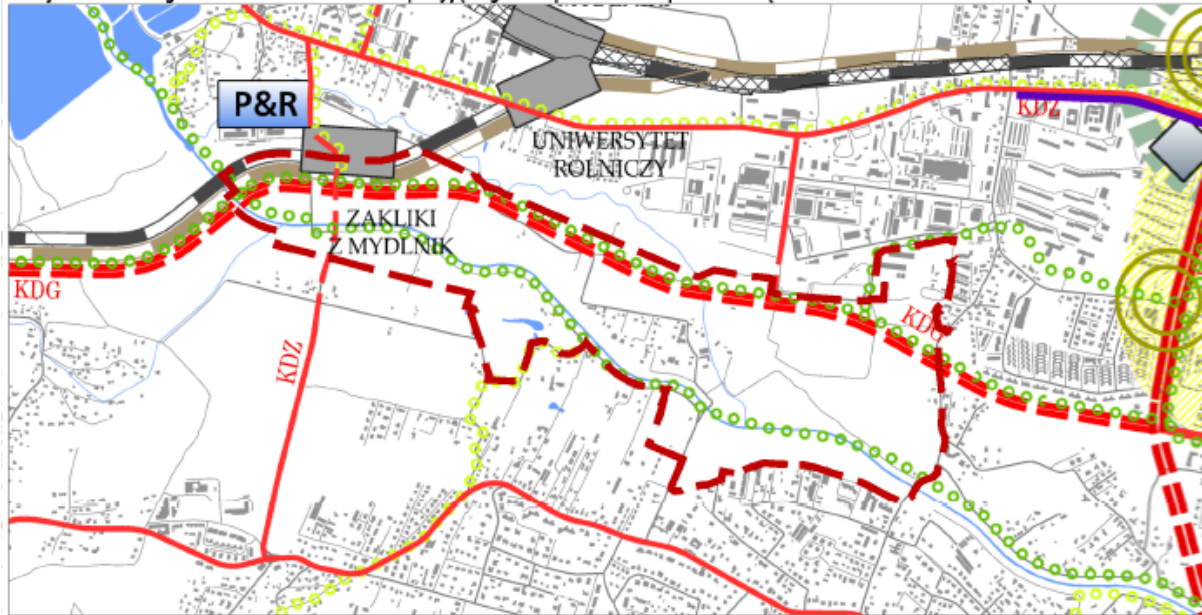 P&R
KDZ
UNIWERSYTET
ROLNICZY
ZAKLIKI
Z MYDLNIK
KDG
KDG
KDZ